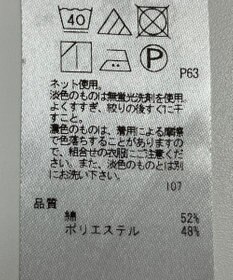 40
P
P63
ネット使用。
淡色のものは無蛍光洗剤を使用
よくすすぎ、絞りの後すぐに干
すこと。
濃色のものは、着用による摩擦
で色落ちすることがありますの
で、組合せの衣服にご注意くだ
さい。また、淡色のものとは別
にお洗いください。
107
品質
綿 52%
ポリエステル 48%